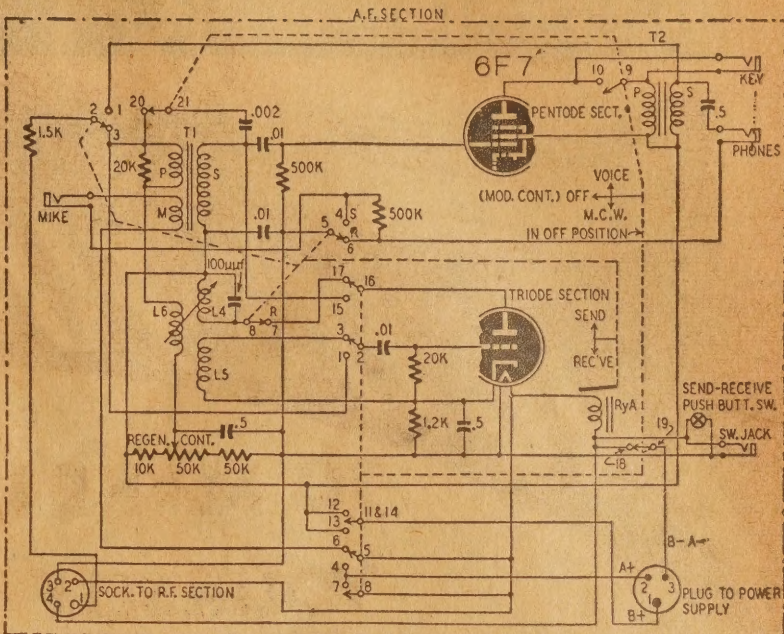 A.F. SECTION
T2
6F7
10 9
KEY
2 1
3
20 21
.002
P S
.5
PENTODE SECT.
1.5K
T1
.01
PHONES
20K
P S
500K
VOICE
MIKE
M
4 S
500K
(MOD. CONT.) OFF
M.C.W.
.01
5 R
6
IN OFF POSITION
100μμf
17 16
TRIODE SECTION
L6
L4
R
8 7
15
SEND
3 .01
REC'VE
1 2
20K
L5
SEND-RECEIVE
PUSH BUTT. SW.
RyA
.5
1.2K
.5
19
SW. JACK
REGEN. CONT.
10K 50K 50K
18
12
11 & 14
13
B-A-
6 5
4
A+
3 2
4 1
SOCK. TO R.F. SECTION
7 8
2 3
1
PLUG TO POWER
SUPPLY
B+